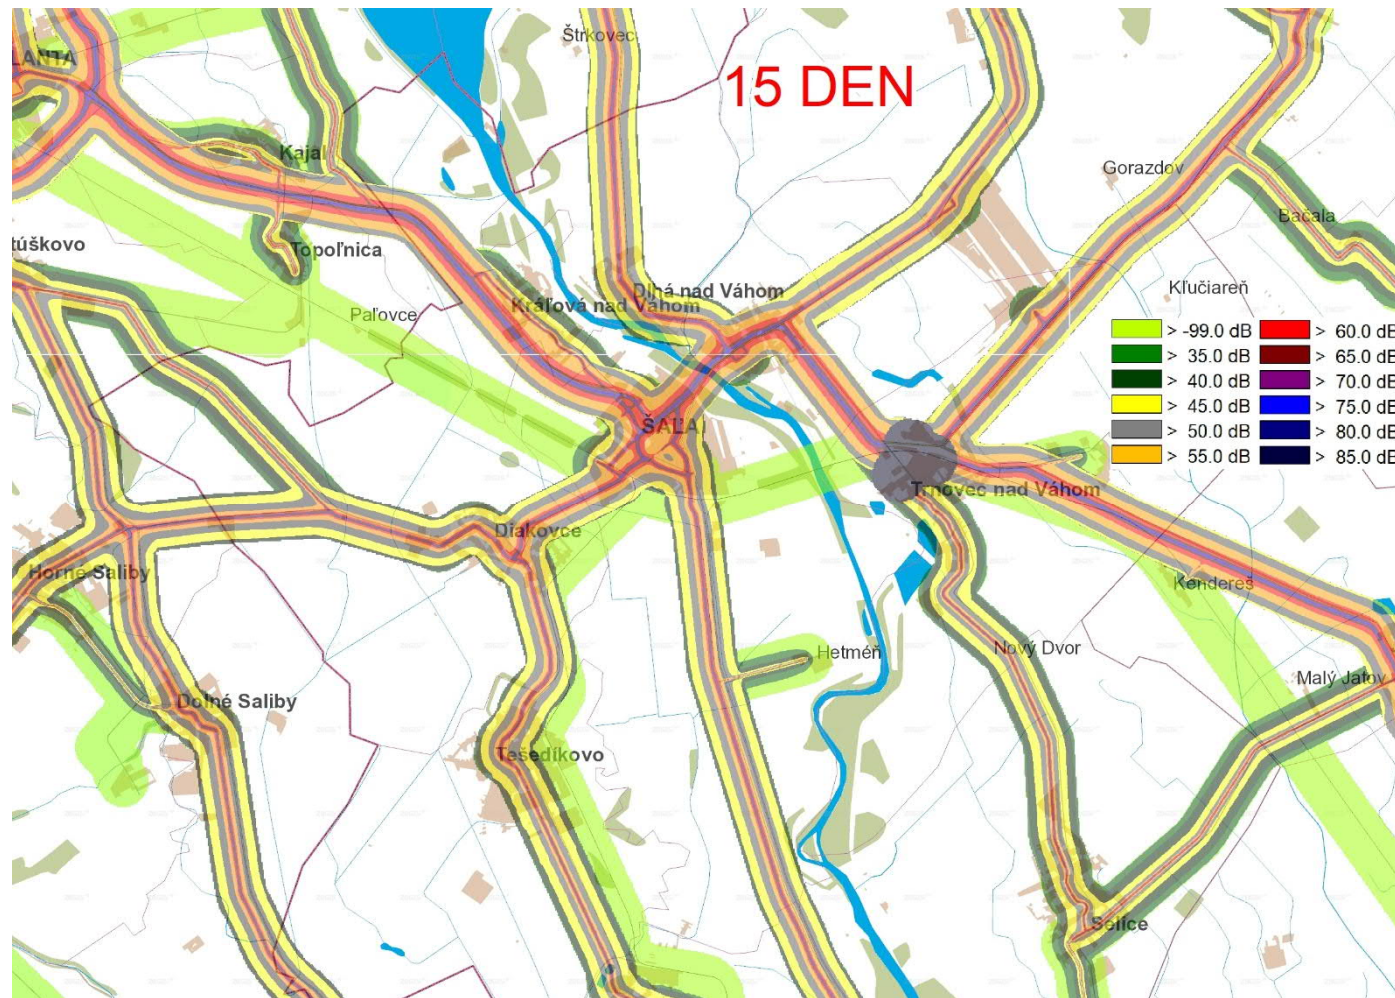 Štrkovec
LANTA
15 DEN
Kajal
Gorazdov
Bačala
túškovo
Topoľnica
Kľučiareň
Dlhá nad Váhom
Kráľová nad Váhom
Paľovce
> -99.0 dB > 60.0 dB
> 35.0 dB > 65.0 dB
> 40.0 dB > 70.0 dB
> 45.0 dB > 75.0 dB
> 50.0 dB > 80.0 dB
> 55.0 dB > 85.0 dB
ŠAĽA
Trnovec nad Váhom
Diakovce
Horné Saliby
Kendereš
Nový Dvor
Hetméň
Malý Jatov
Dolné Saliby
Tešedíkovo
Selice